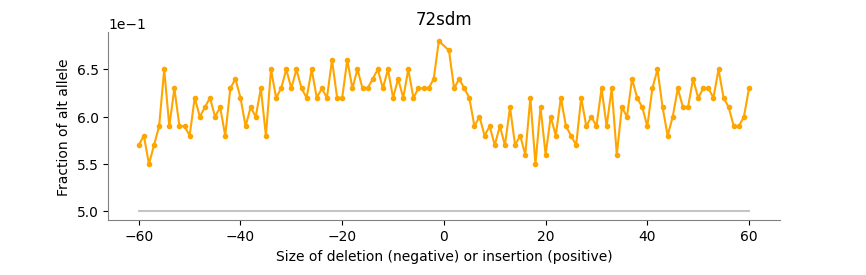 72sdm
1e−1
6.5
6.0
5.5
5.0
Fraction of alt allele
−60 −40 −20 0 20 40 60
Size of deletion (negative) or insertion (positive)